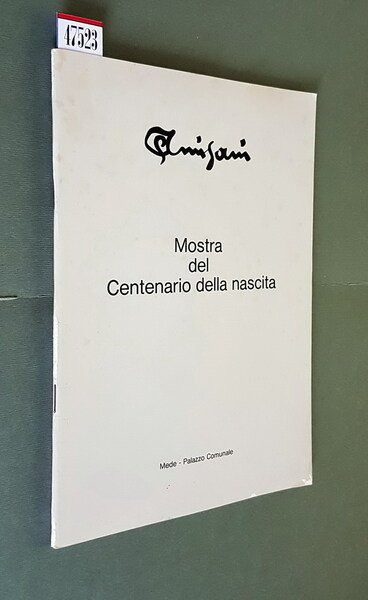 47523
Amisani
Mostra
del
Centenario della nascita
Mede - Palazzo Comunale